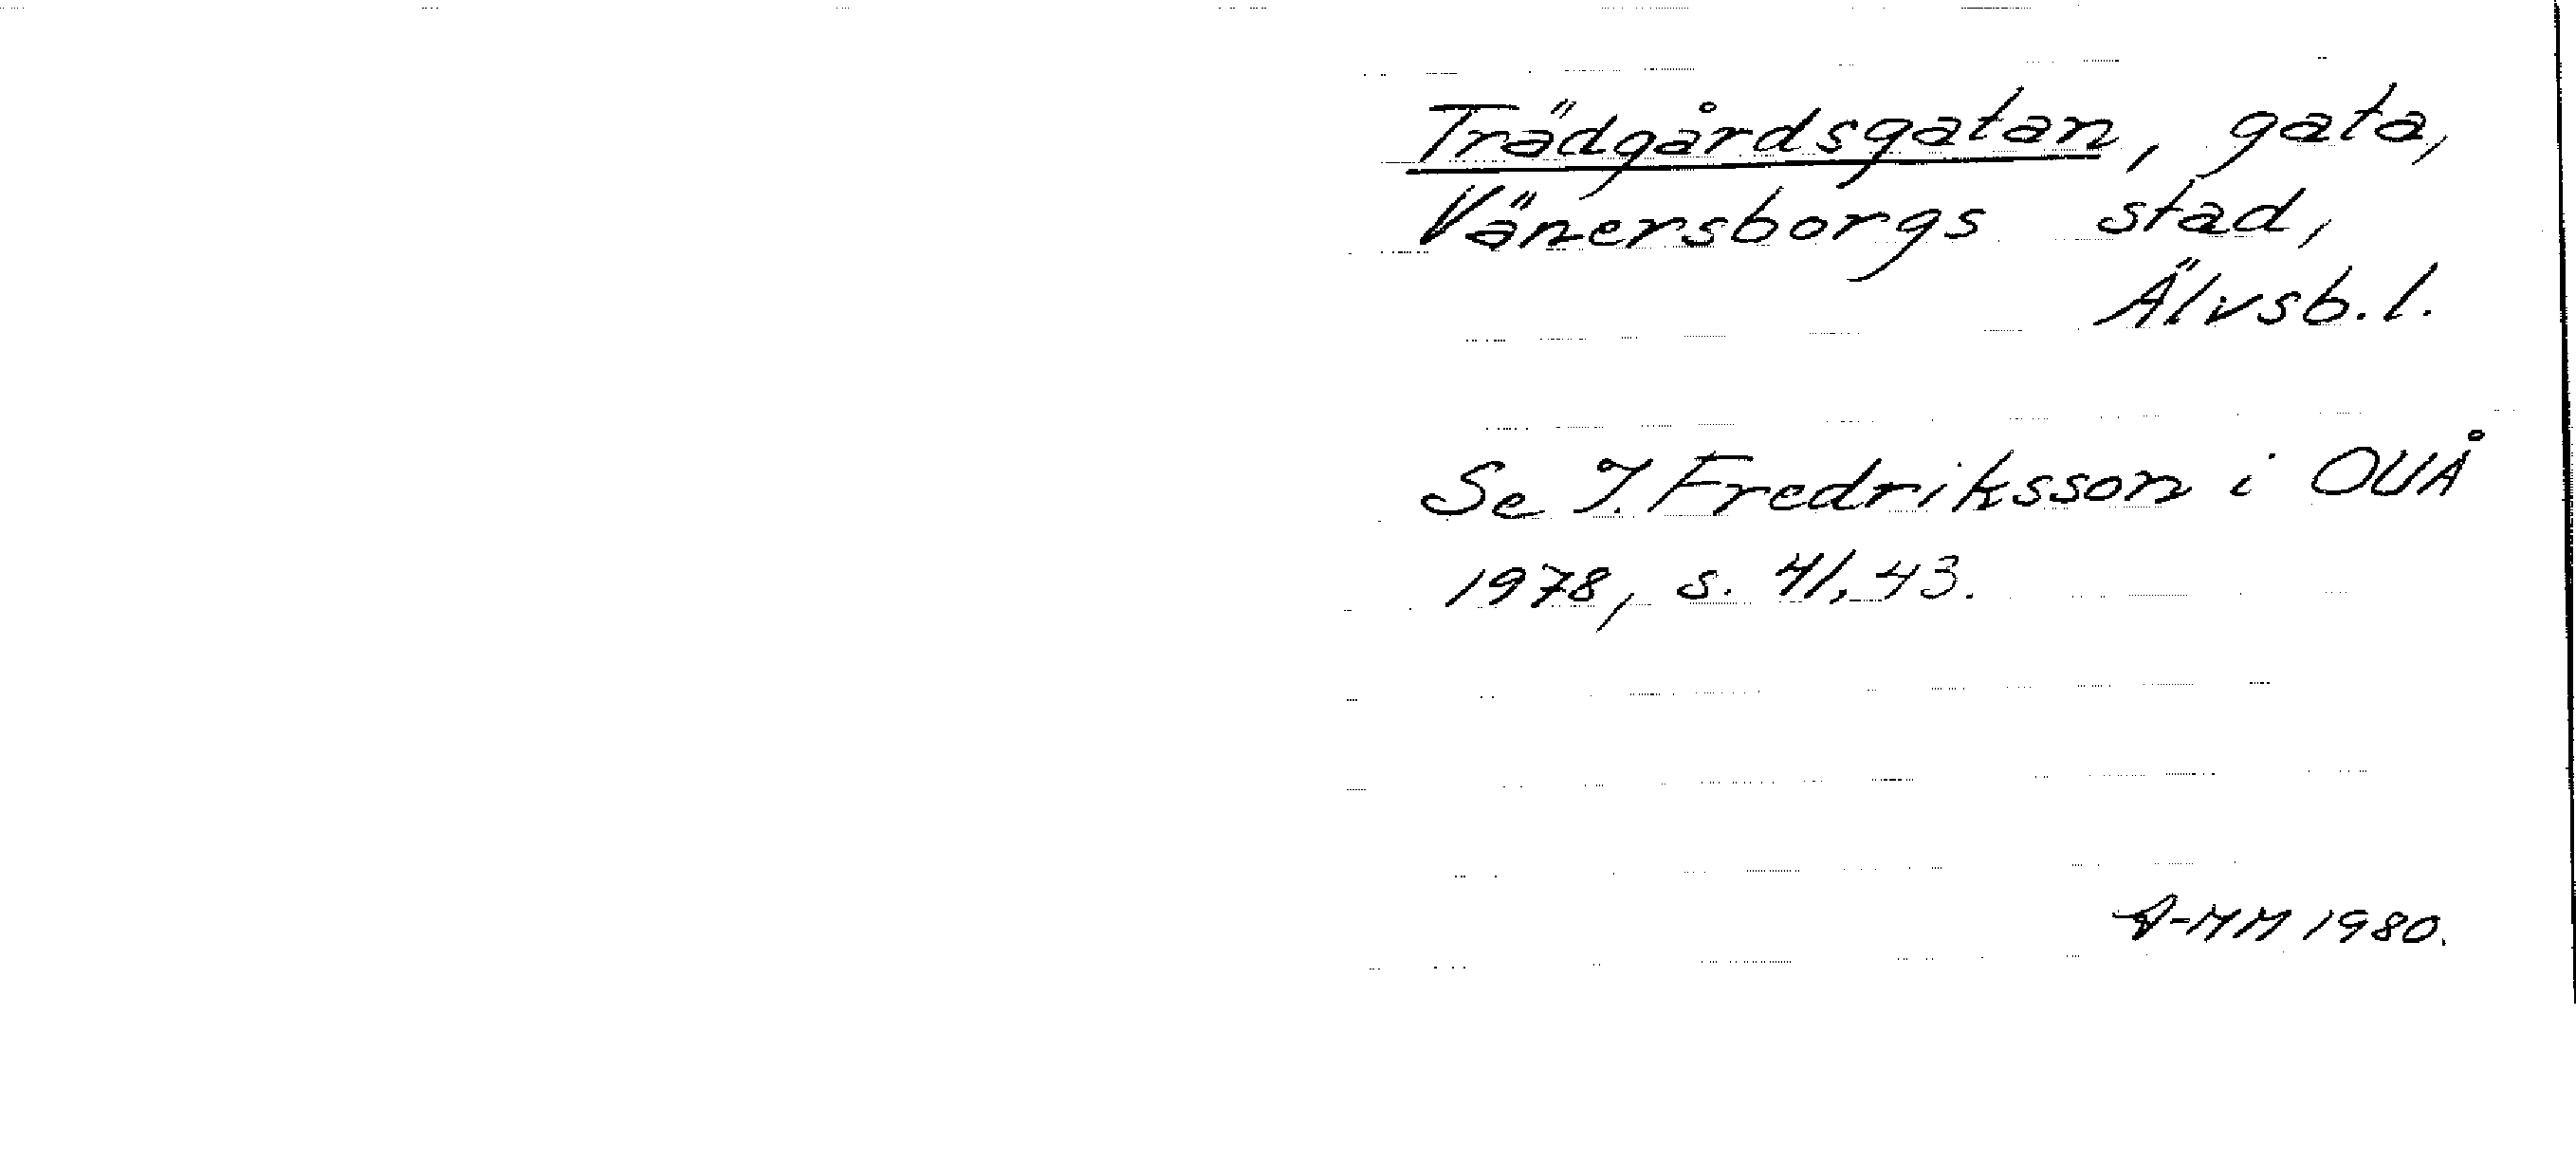 Trädgårdsgatan, gata,
Vänersborgs stad,
Älvsb. l.
Se I. Fredriksson i OUÅ
1978, s. 41, 43.
A-MM 1980.